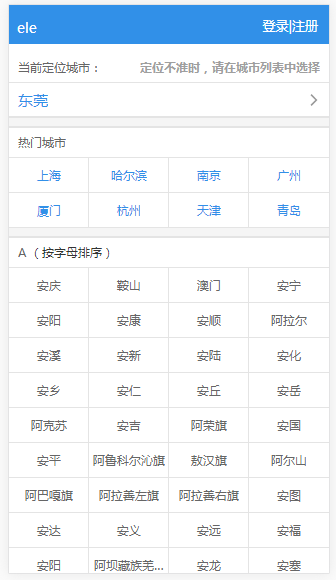 ele 登录|注册
当前定位城市： 定位不准时，请在城市列表中选择
东莞
热门城市
上海 哈尔滨 南京 广州
厦门 杭州 天津 青岛
A （按字母排序）
安庆 鞍山 澳门 安宁
安阳 安康 安顺 阿拉尔
安溪 安新 安陆 安化
安乡 安仁 安丘 安岳
阿克苏 安吉 阿荣旗 安国
安平 阿鲁科尔沁旗 敖汉旗 阿尔山
阿巴嘎旗 阿拉善左旗 阿拉善右旗 安图
安达 安义 安远 安福
安阳 阿坝藏族羌... 安龙 安塞